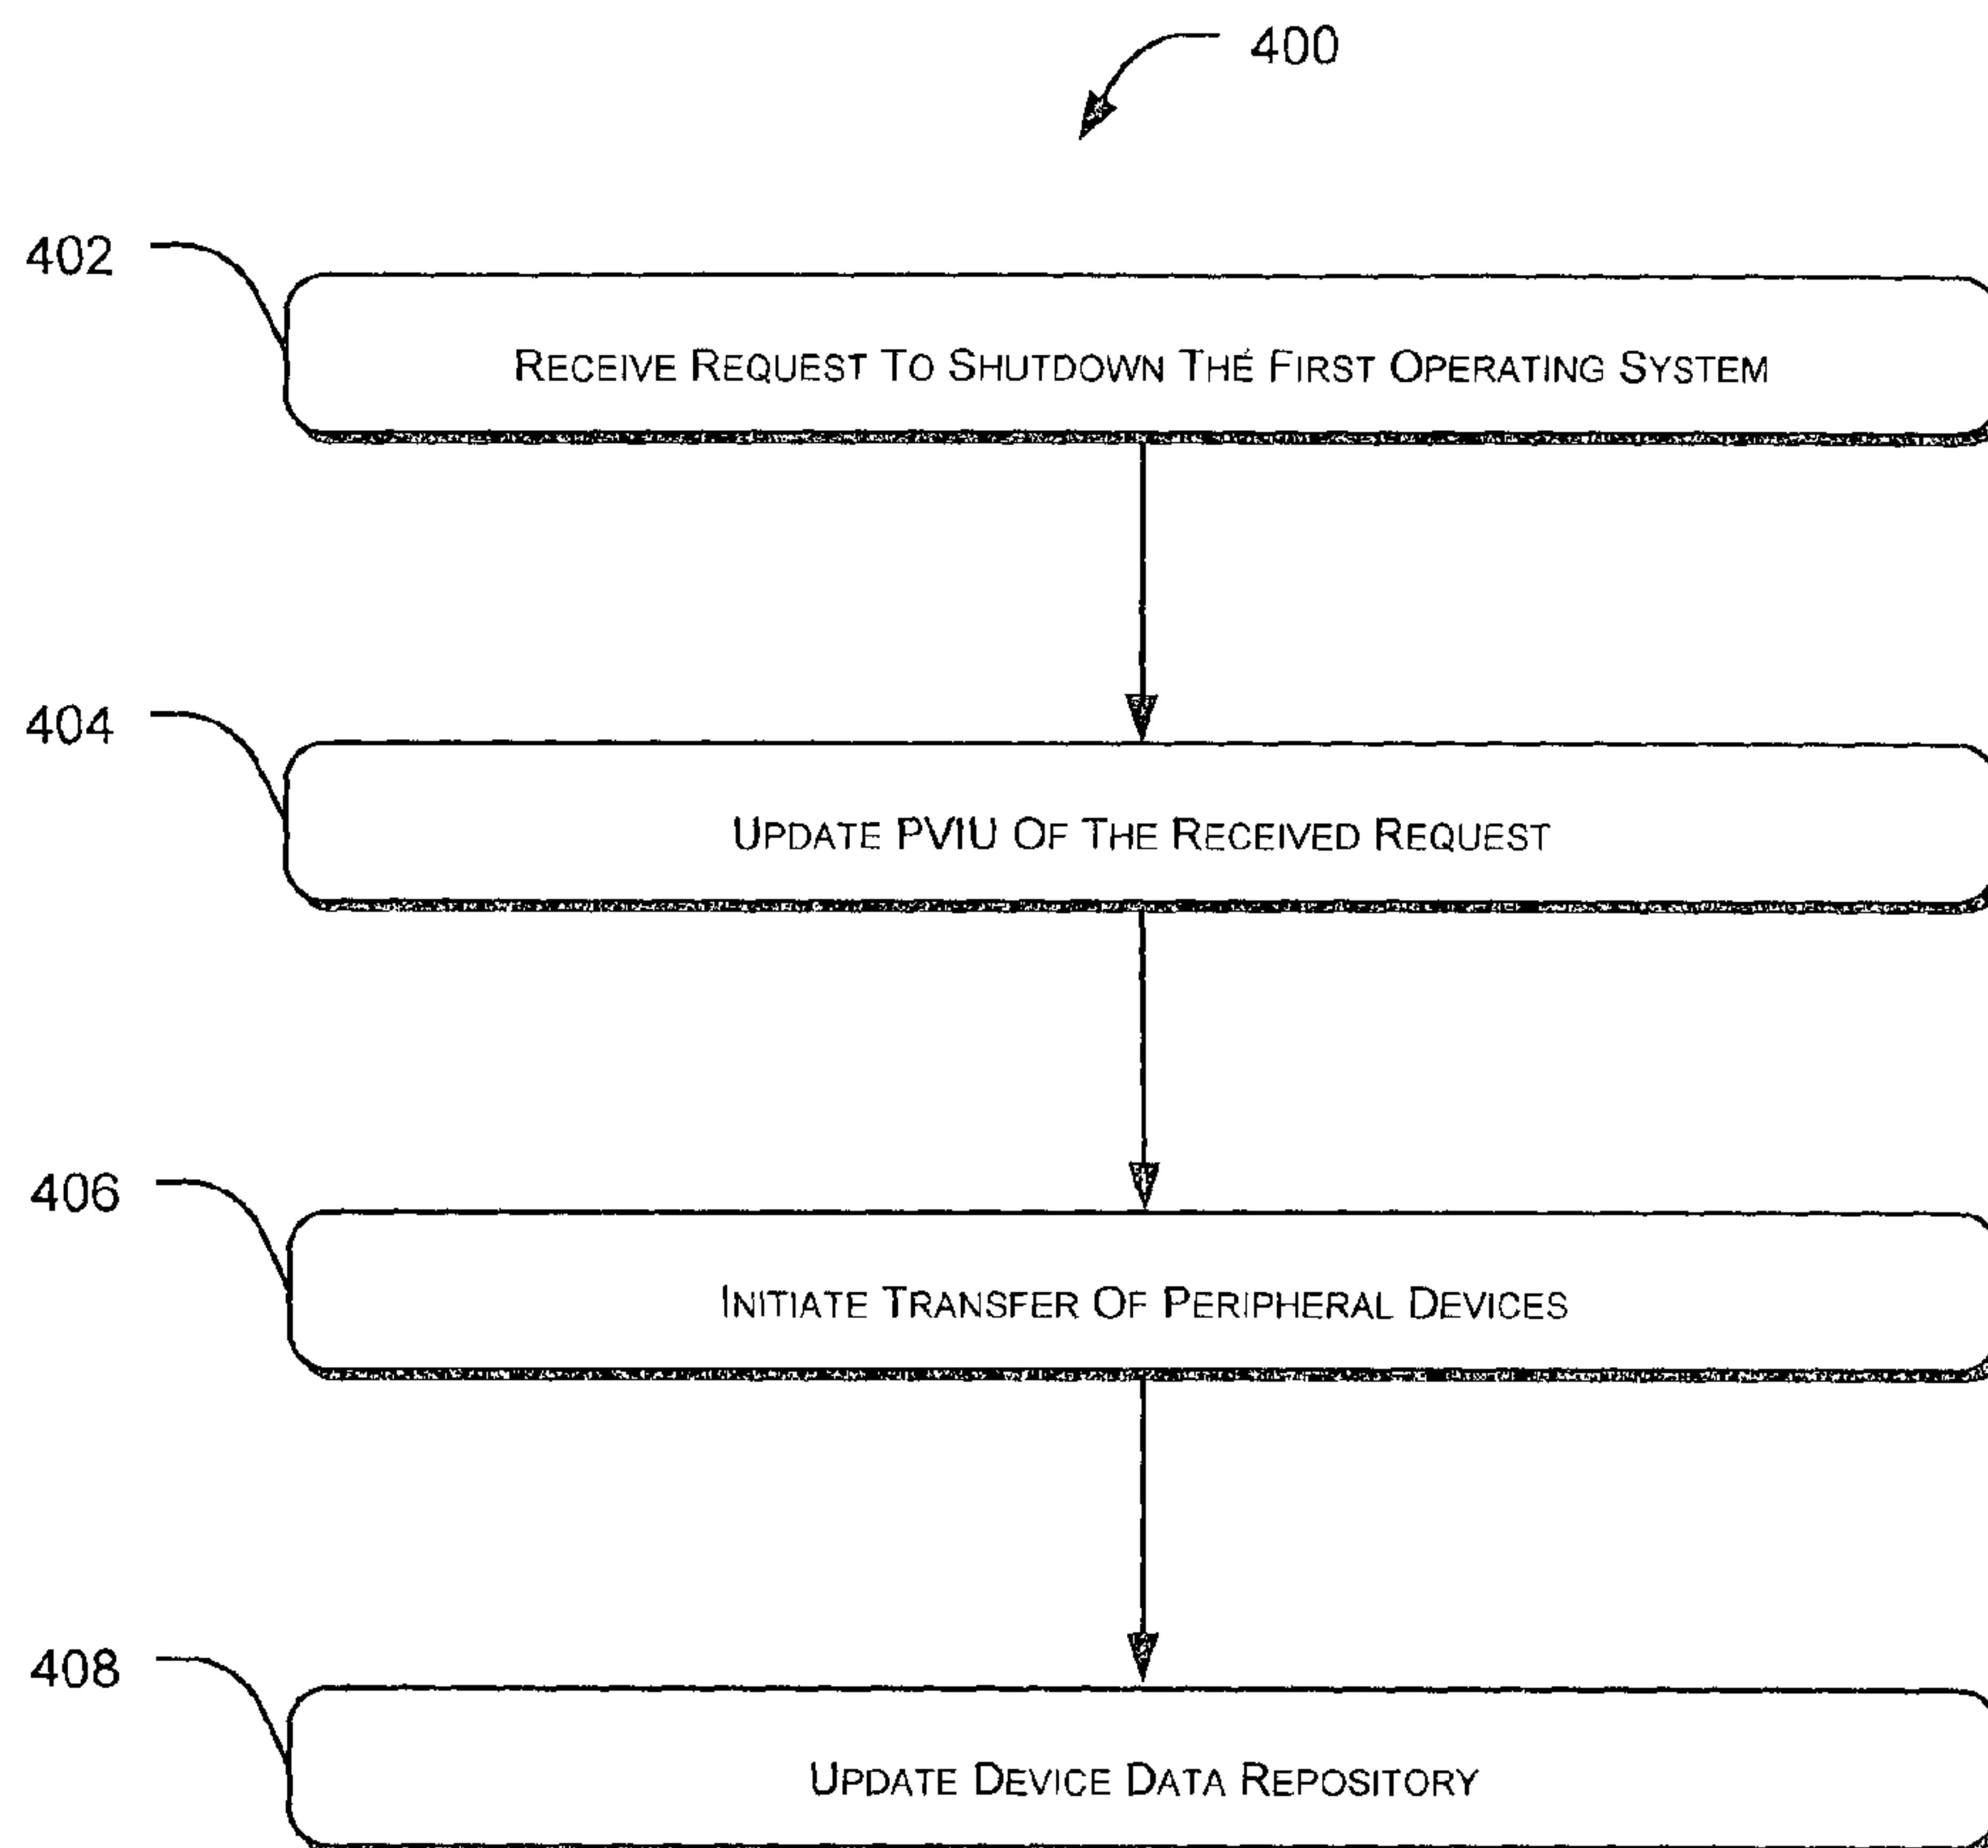 400
402
RECEIVE REQUEST TO SHUTDOWN THE FIRST OPERATING SYSTEM
404
UPDATE PVIU OF THE RECEIVED REQUEST
406
INITIATE TRANSFER OF PERIPHERAL DEVICES
408
UPDATE DEVICE DATA REPOSITORY